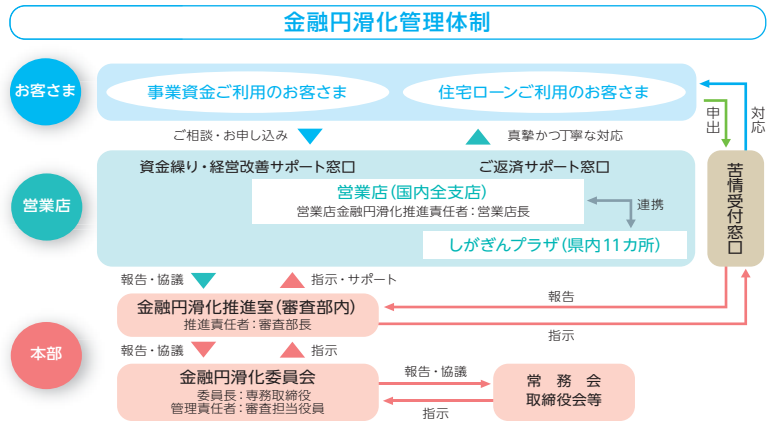 金融円滑化管理体制
お客さま
事業資金ご利用のお客さま
住宅ローンご利用のお客さま
ご相談・お申し込み
真摯かつ丁寧な対応
申出
対応
苦情受付窓口
営業店
資金繰り・経営改善サポート窓口
ご返済サポート窓口
営業店(国内全支店)
営業店金融円滑化推進責任者:営業店長
連携
しがぎんプラザ(県内11カ所)
報告・協議
指示・サポート
本部
金融円滑化推進室(審査部内)
推進責任者:審査部長
報告
指示
報告・協議
指示
金融円滑化委員会
委員長:専務取締役
管理責任者:審査担当役員
報告・協議
指示
常務会
取締役会等